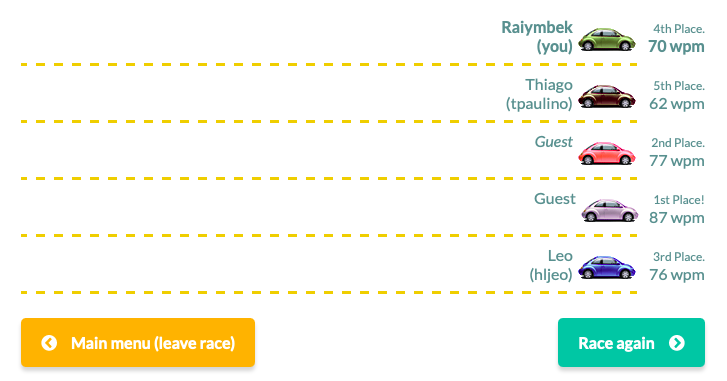 Raiymbek
(you)
4th Place.
70 wpm
Thiago
(tpaulino)
5th Place.
62 wpm
Guest
2nd Place.
77 wpm
Guest
1st Place!
87 wpm
Leo
(hljeo)
3rd Place.
76 wpm
Main menu (leave race)
Race again